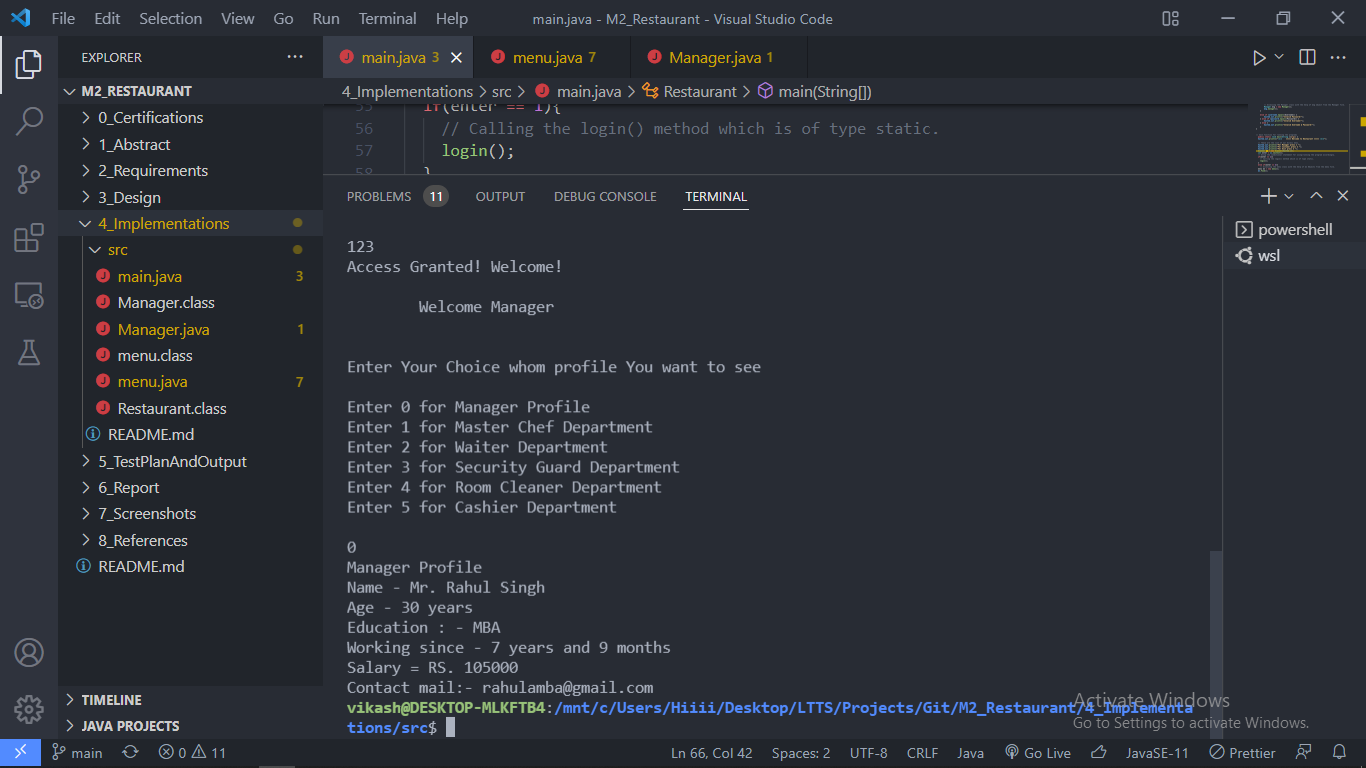 File Edit Selection View Go Run Terminal Help main.java - M2_Restaurant - Visual Studio Code
EXPLORER
main.java 3 menu.java 7 Manager.java 1
M2_RESTAURANT
4_Implementations > src > main.java > Restaurant > main(String[])
0_Certifications
1_Abstract
2_Requirements
3_Design
4_Implementations
src
main.java 3
Manager.class
Manager.java 1
menu.class
menu.java 7
Restaurant.class
README.md
5_TestPlanAndOutput
6_Report
7_Screenshots
8_References
README.md
TIMELINE
JAVA PROJECTS
55 if(enter == 1){
56 // Calling the login() method which is of type static.
57 login();
58 }
PROBLEMS 11 OUTPUT DEBUG CONSOLE TERMINAL
powershell
wsl
123
Access Granted! Welcome!
Welcome Manager
Enter Your Choice whom profile You want to see
Enter 0 for Manager Profile
Enter 1 for Master Chef Department
Enter 2 for Waiter Department
Enter 3 for Security Guard Department
Enter 4 for Room Cleaner Department
Enter 5 for Cashier Department
0
Manager Profile
Name - Mr. Rahul Singh
Age - 30 years
Education : - MBA
Working since - 7 years and 9 months
Salary = RS. 105000
Contact mail:- rahulamba@gmail.com
vikash@DESKTOP-MLKFTB4:/mnt/c/Users/Hiiii/Desktop/LTTS/Projects/Git/M2_Restaurant/4_Implementa
tions/src$
Activate Windows
Go to Settings to activate Windows.
main 0 11 Ln 66, Col 42 Spaces: 2 UTF-8 CRLF Java Go Live JavaSE-11 Prettier